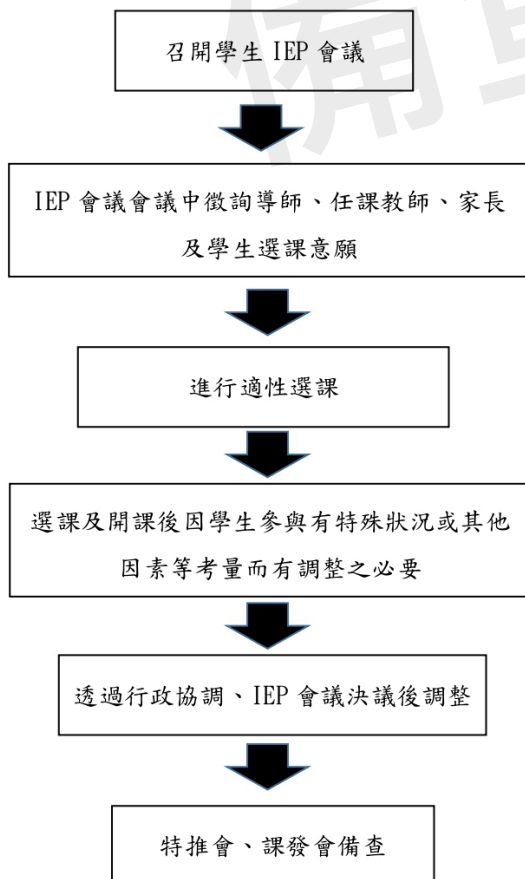 召開學生 IEP 會議
IEP 會議會議中徵詢導師、任課教師、家長
及學生選課意願
進行適性選課
選課及開課後因學生參與有特殊狀況或其他
因素等考量而有調整之必要
透過行政協調、IEP 會議決議後調整
特推會、課發會備查